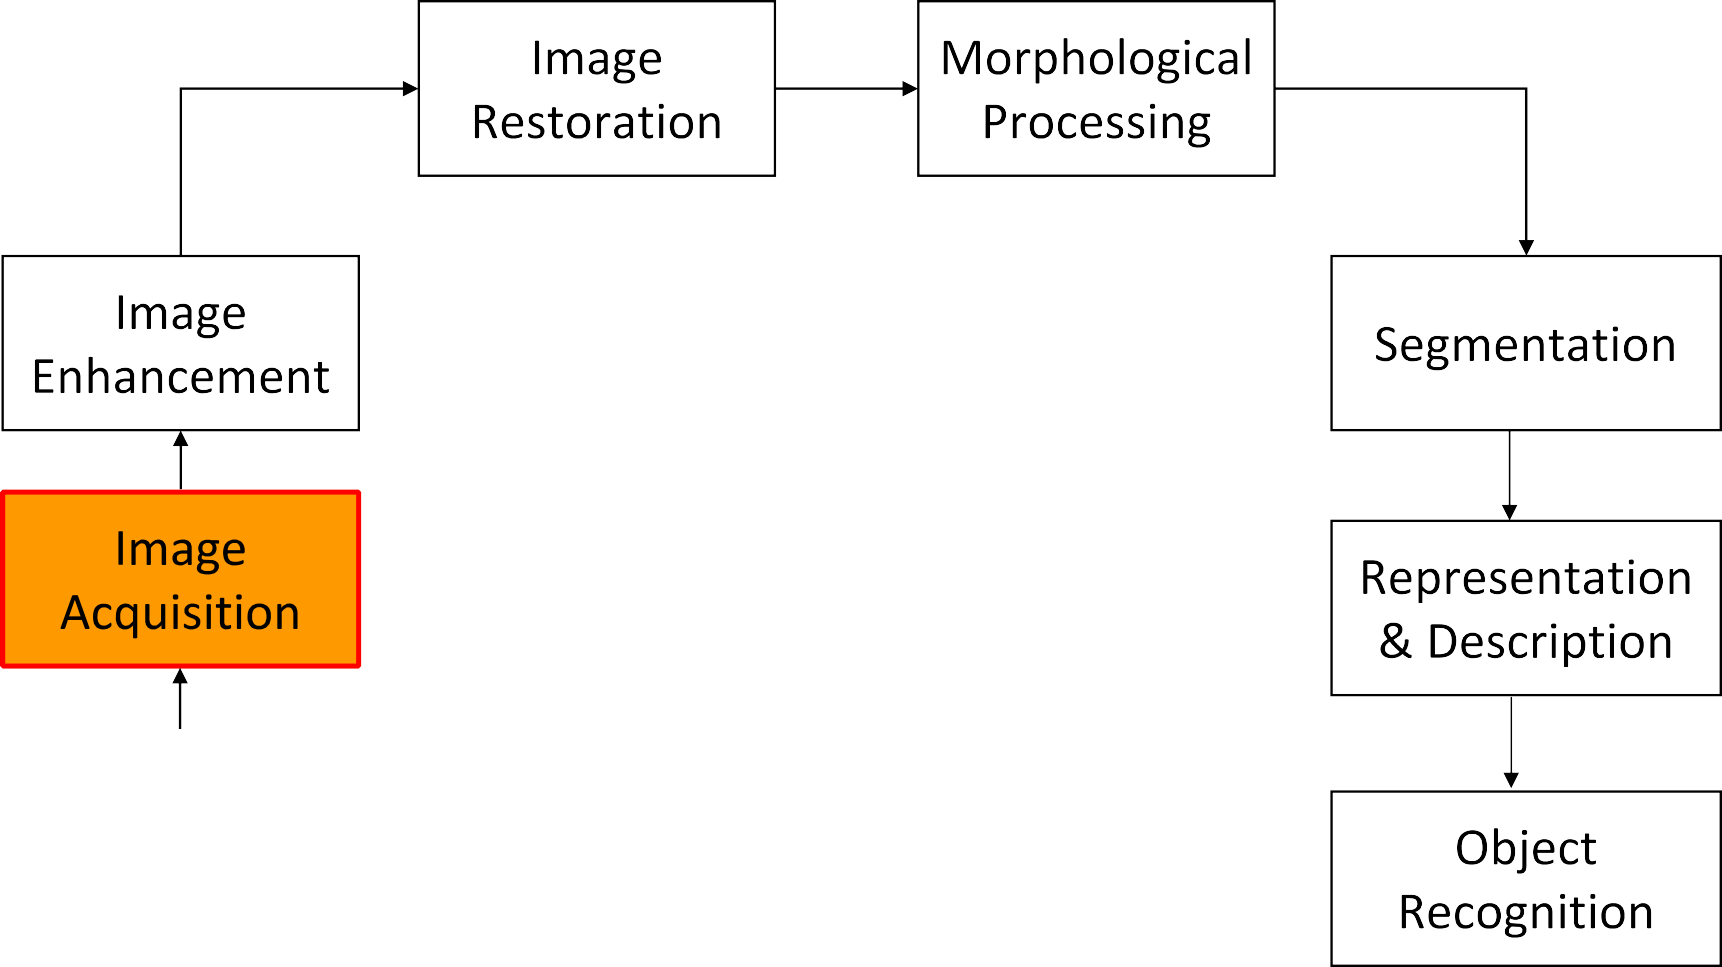 Image
Restoration
Morphological
Processing
Image
Enhancement
Segmentation
Image
Acquisition
Representation
& Description
Object
Recognition